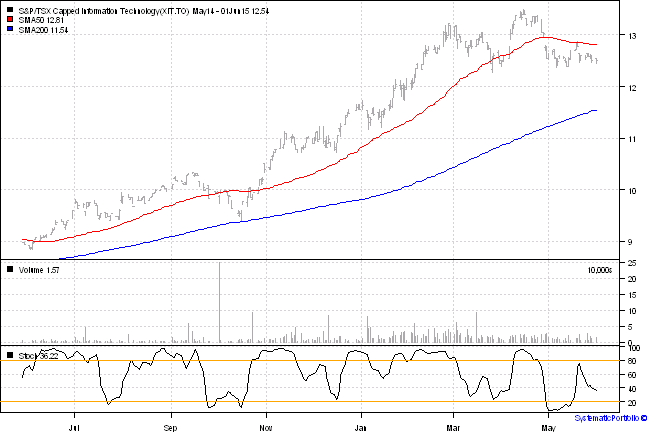 S&P/TSX Capped Information Technology(XIT.TO) May14 - 01Jun15 12.54
SMA50 12.81
SMA200 11.54
13
12
11
10
9
Volume 1.57
10,000s
25
20
15
10
5
0
Stoch 36.22
100
80
60
40
20
Jul
Sep
Nov
Jan
Mar
May
SystematicPortfolio ©